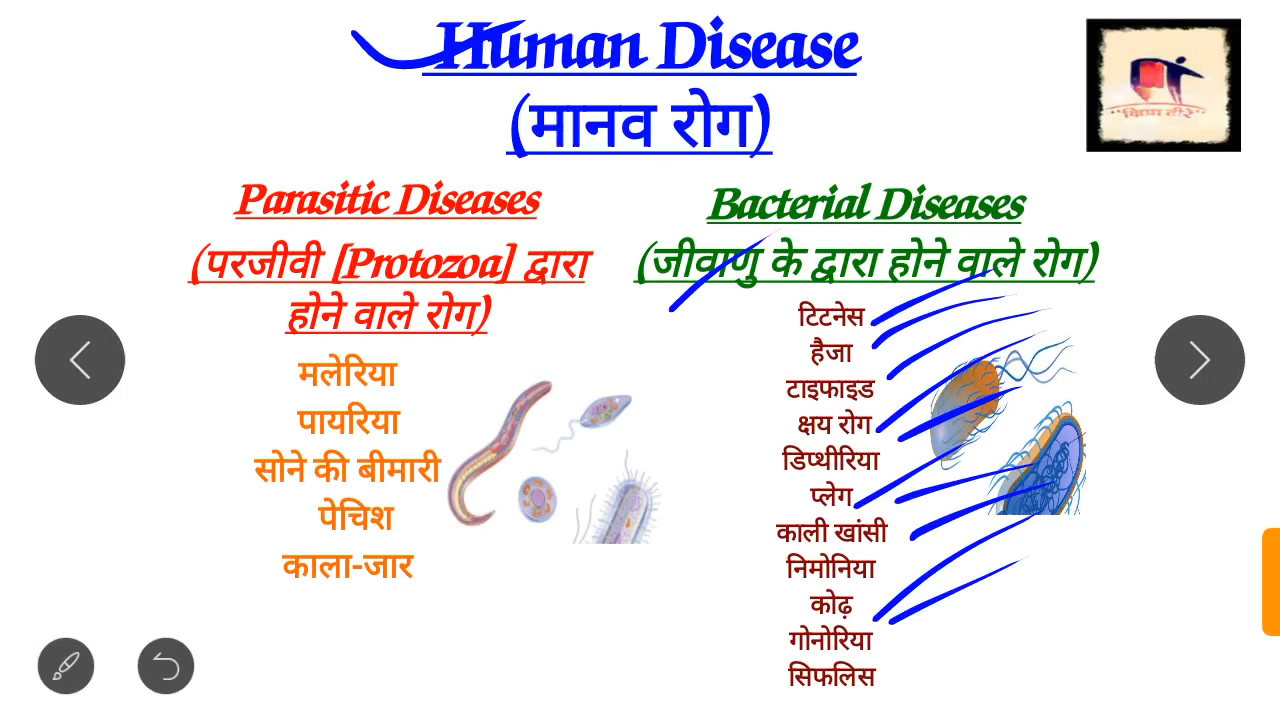 Human Disease
(मानव रोग)
Parasitic Diseases
(परजीवी [Protozoa] द्वारा
होने वाले रोग)
मलेरिया
पायरिया
सोने की बीमारी
पेचिश
काला-जार
Bacterial Diseases
(जीवाणु के द्वारा होने वाले रोग)
टिटनेस
हैजा
टाइफाइड
क्षय रोग
डिप्थीरिया
प्लेग
काली खांसी
निमोनिया
कोढ़
गोनोरिया
सिफलिस